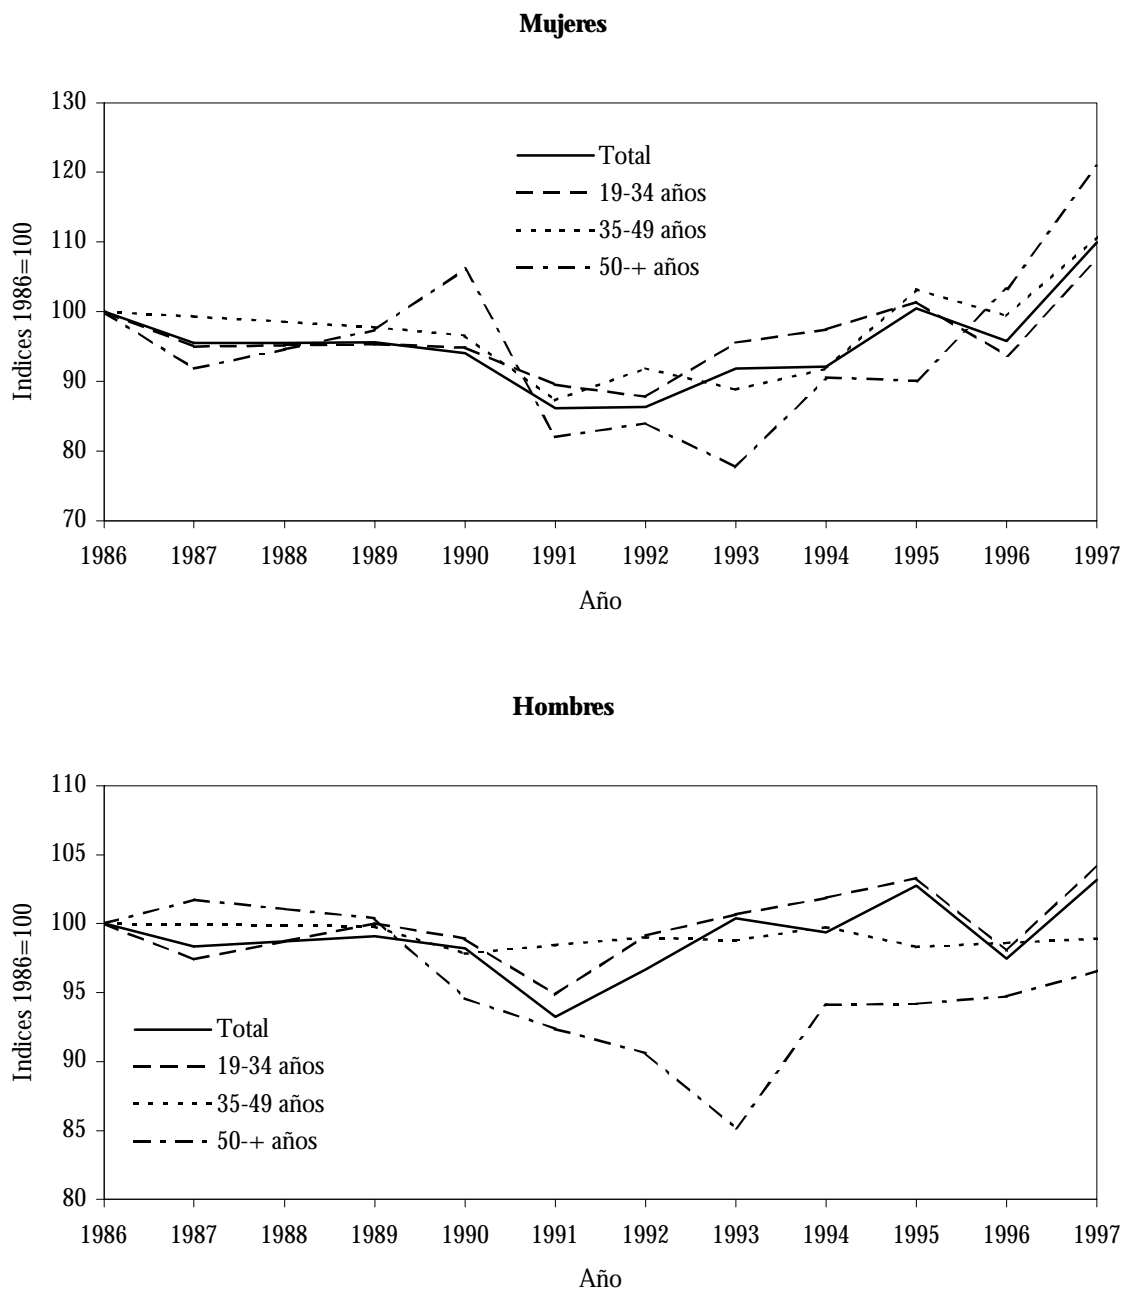 Mujeres
130
120
110
100
90
80
70
Indices 1986=100
Total
19-34 años
35-49 años
50-+ años
1986 1987 1988 1989 1990 1991 1992 1993 1994 1995 1996 1997
Año
Hombres
110
105
100
95
90
85
80
Indices 1986=100
Total
19-34 años
35-49 años
50-+ años
1986 1987 1988 1989 1990 1991 1992 1993 1994 1995 1996 1997
Año